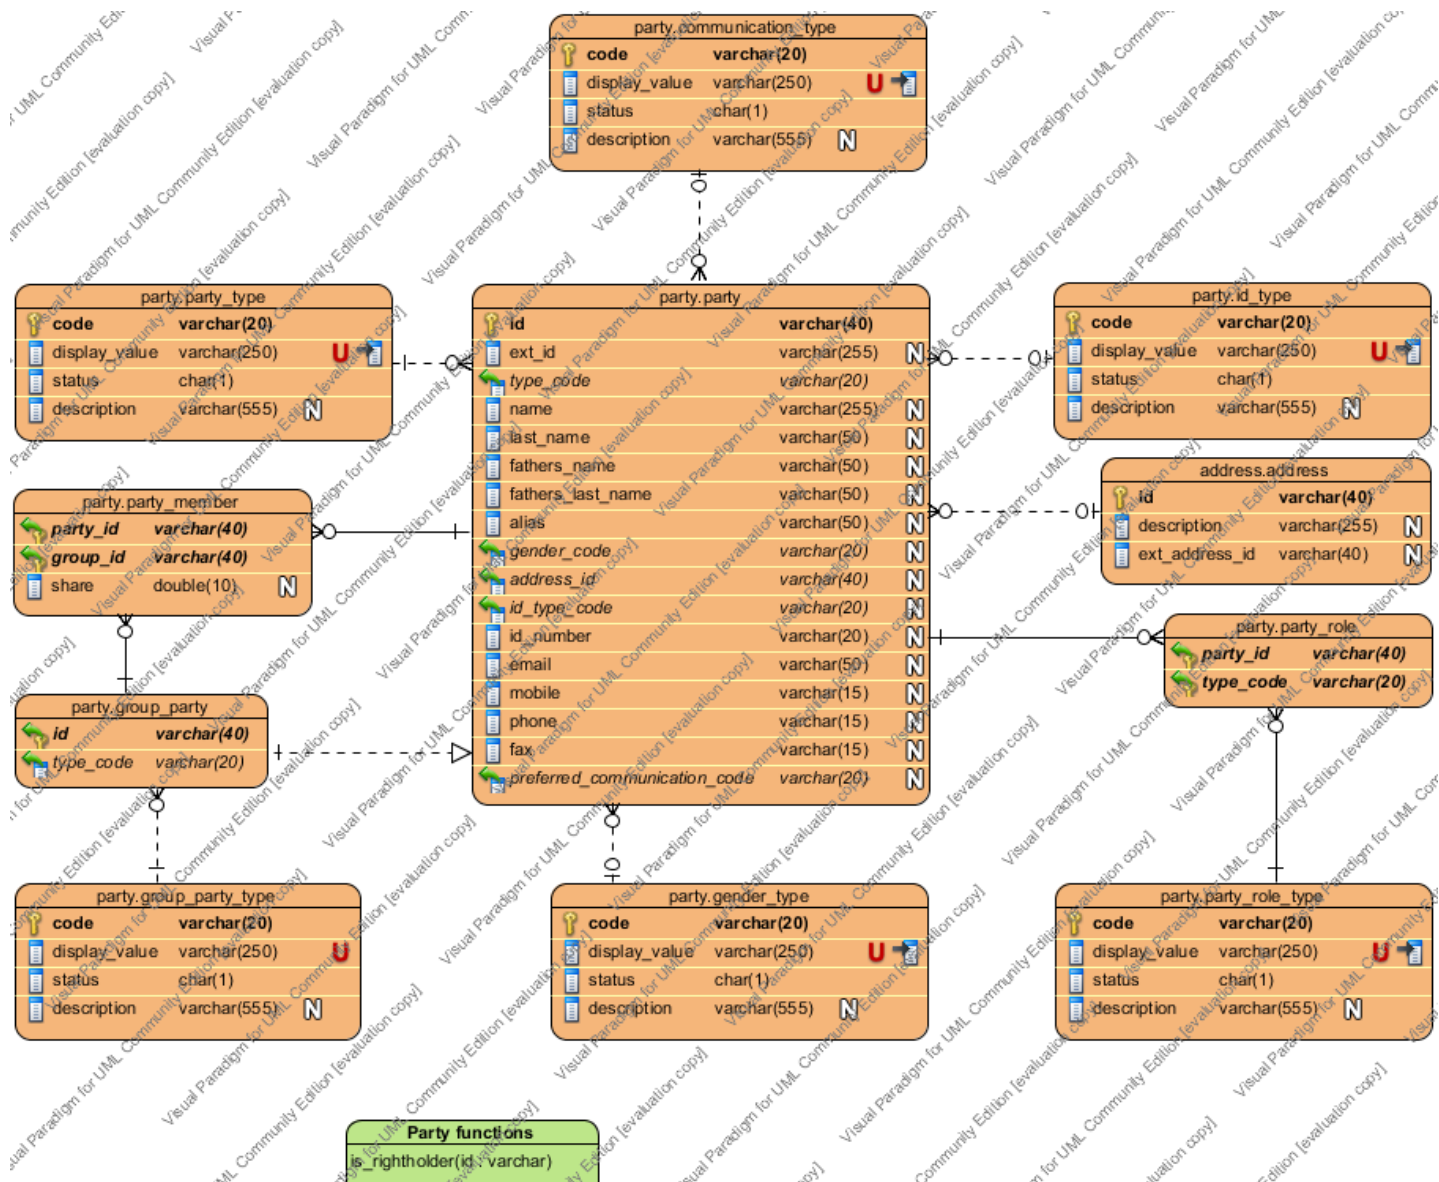 party.communication_type
code varchar(20)
display_value varchar(250) U
status char(1)
description varchar(555) N
party.party_type
code varchar(20)
display_value varchar(250) U
status char(1)
description varchar(555) N
party.party
id varchar(40)
ext_id varchar(255) N
type_code varchar(20)
name varchar(255) N
last_name varchar(50) N
fathers_name varchar(50) N
fathers_last_name varchar(50) N
alias varchar(50) N
gender_code varchar(20) N
address_id varchar(40) N
id_type_code varchar(20) N
id_number varchar(20) N
email varchar(50) N
mobile varchar(15) N
phone varchar(15) N
fax varchar(15) N
preferred_communication_code varchar(20) N
party.id_type
code varchar(20)
display_value varchar(250) U
status char(1)
description varchar(555) N
address.address
id varchar(40)
description varchar(255) N
ext_address_id varchar(40) N
party.party_member
party_id varchar(40)
group_id varchar(40)
share double(10) N
party.party_role
party_id varchar(40)
type_code varchar(20)
party.group_party
id varchar(40)
type_code varchar(20)
party.group_party_type
code varchar(20)
display_value varchar(250) U
status char(1)
description varchar(555) N
party.gender_type
code varchar(20)
display_value varchar(250) U
status char(1)
description varchar(555) N
party.party_role_type
code varchar(20)
display_value varchar(250) U
status char(1)
description varchar(555) N
Party functions
is_rightholder(id : varchar)
Visual Paradigm for UML Community Edition [evaluation copy]